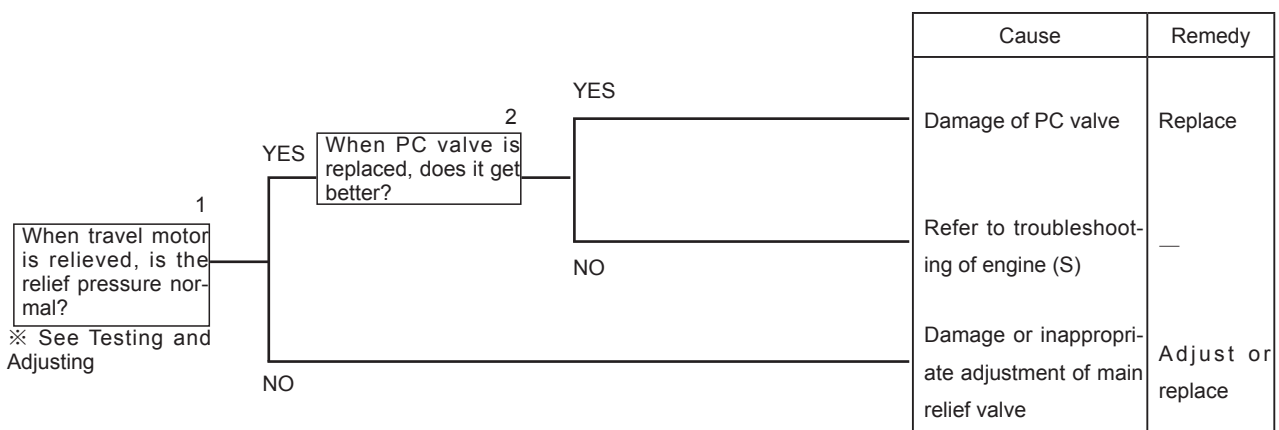 1
When travel motor
is relieved, is the
relief pressure nor-
mal?
※ See Testing and
Adjusting
YES
NO
2
When PC valve is
replaced, does it get
better?
YES
NO
Cause
Remedy
Damage of PC valve
Replace
Refer to troubleshoot-
ing of engine (S)
—
Damage or inappropri-
ate adjustment of main
relief valve
Adjust or
replace